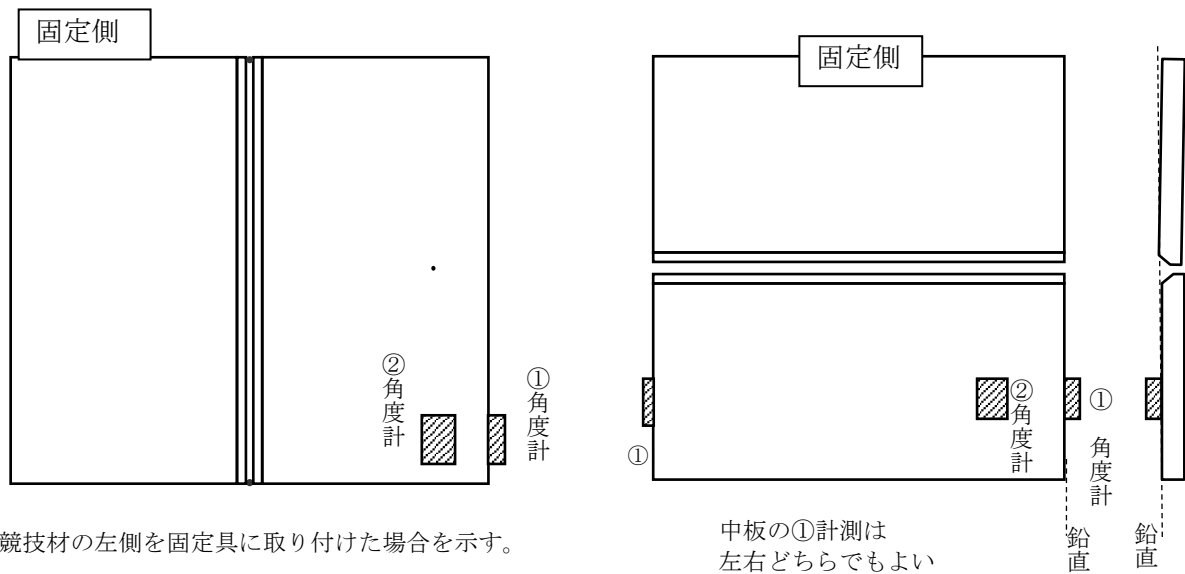 固定側
②角度計
①角度計
競技材の左側を固定具に取り付けた場合を示す。
固定側
②角度計
①
角度計
①
鉛直
鉛直
中板の①計測は
左右どちらでもよい